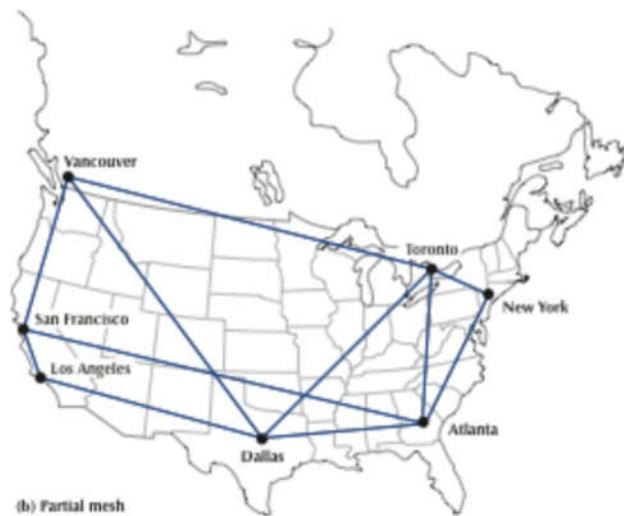 Vancouver
Toronto
New York
San Francisco
Los Angeles
Atlanta
Dallas
(b) Partial mesh